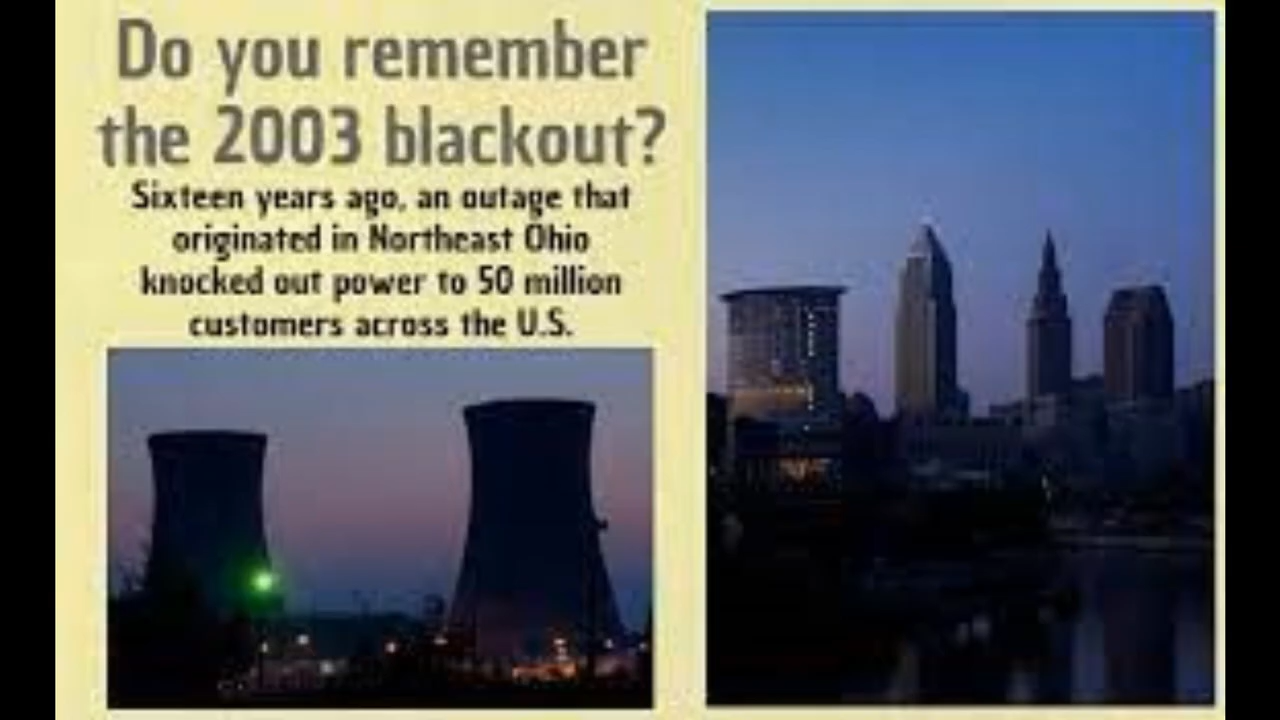 Do you remember
the 2003 blackout?
Sixteen years ago, an outage that
originated in Northeast Ohio
knocked out power to 50 million
customers across the U.S.